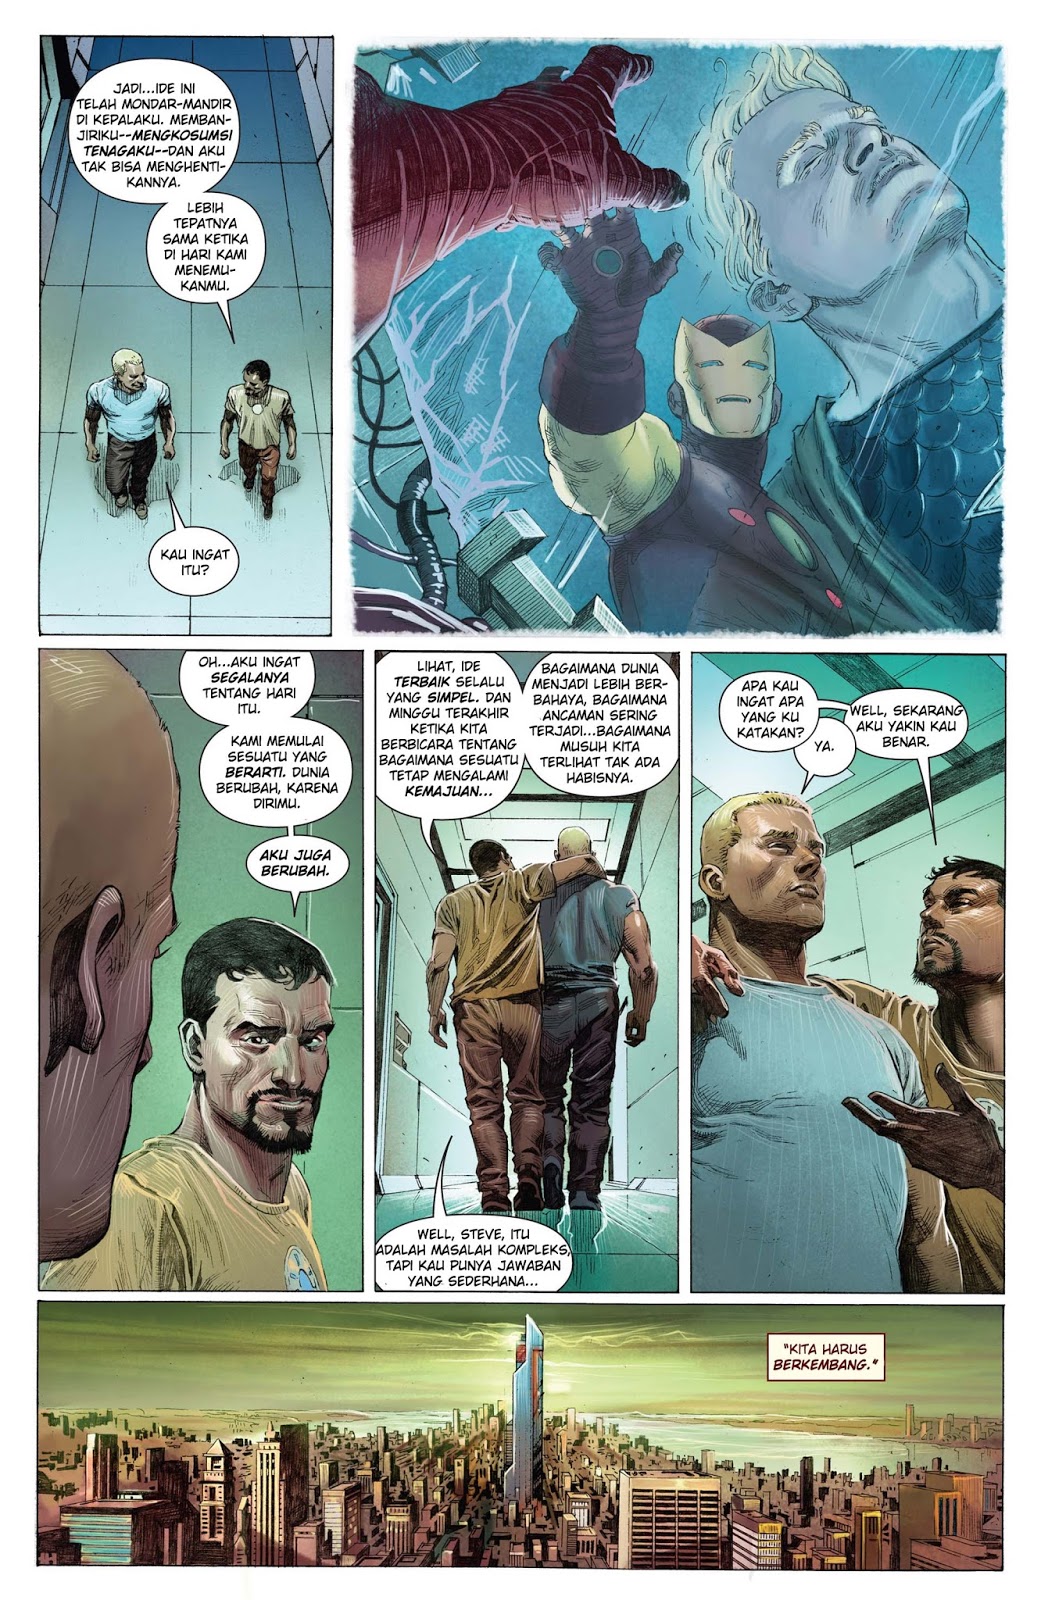 JADI...IDE INI
TELAH MONDAR-MANDIR
DI KEPALAKU. MEMBAN-
JIRIKU--MENGKOSUMSI
TENAGAKU--DAN AKU
TAK BISA MENGHENTI-
KANNYA.
LEBIH
TEPATNYA
SAMA KETIKA
DI HARI KAMI
MENEMU-
KANMU.
KAU INGAT
ITU?
OH...AKU INGAT
SEGALANYA
TENTANG HARI
ITU.
KAMI MEMULAI
SESUATU YANG
BERARTI. DUNIA
BERUBAH, KARENA
DIRIMU.
AKU JUGA
BERUBAH.
LIHAT, IDE
TERBAIK SELALU
YANG SIMPEL. DAN
MINGGU TERAKHIR
KETIKA KITA
BERBICARA TENTANG
BAGAIMANA SESUATU
TETAP MENGALAMI
KEMAJUAN...
BAGAIMANA DUNIA
MENJADI LEBIH BER-
BAHAYA, BAGAIMANA
ANCAMAN SERING
TERJADI...BAGAIMANA
MUSUH KITA
TERLIHAT TAK ADA
HABISNYA.
WELL, STEVE, ITU
ADALAH MASALAH KOMPLEKS,
TAPI KAU PUNYA JAWABAN
YANG SEDERHANA...
APA KAU
INGAT APA
YANG KU
KATAKAN?
YA.
WELL, SEKARANG
AKU YAKIN KAU
BENAR.
"KITA HARUS
BERKEMBANG."